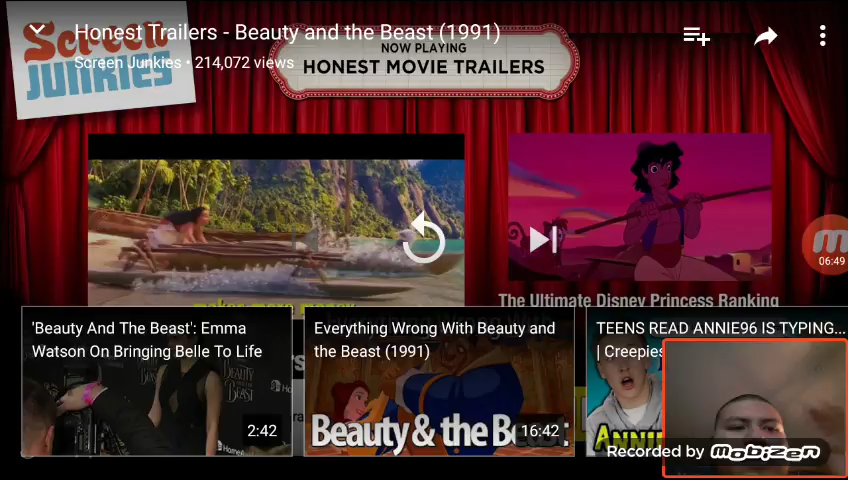 Honest Trailers - Beauty and the Beast (1991)
Screen Junkies • 214,072 views
Screen
JUNKIES
NOW PLAYING
HONEST MOVIE TRAILERS
06:49
The Ultimate Disney Princess Ranking
'Beauty And The Beast': Emma
Watson On Bringing Belle To Life
2:42
Everything Wrong With Beauty and
the Beast (1991)
Beauty & the B
16:42
TEENS READ ANNIE96 IS TYPING...
| Creepies
Recorded by mobizen